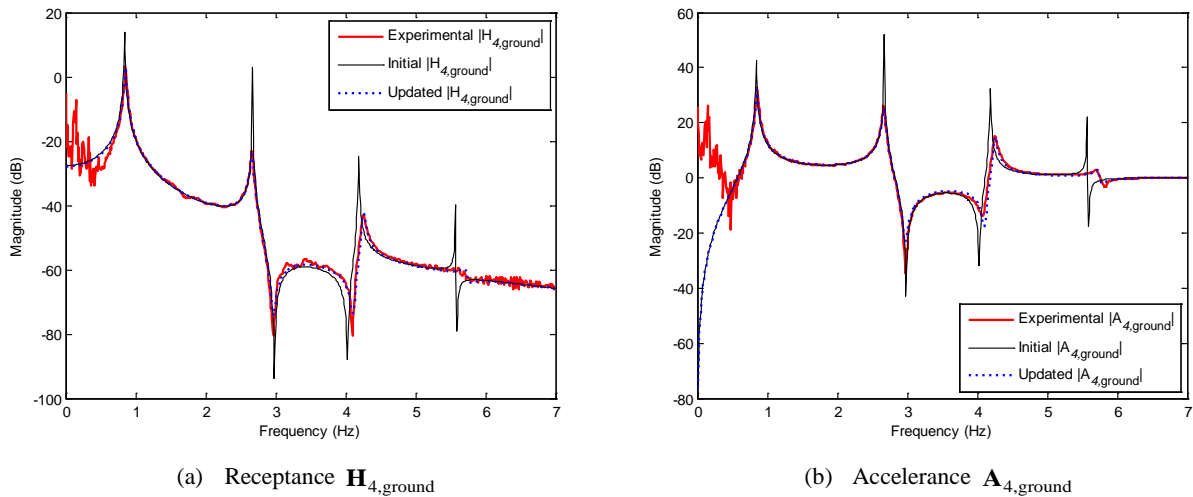 20
0
-20
-40
-60
-80
-100
0 1 2 3 4 5 6 7
Magnitude (dB)
Frequency (Hz)
Experimental |H4,ground|
Initial |H4,ground|
Updated |H4,ground|
(a) Receptance H4,ground
60
40
20
0
-20
-40
-60
-80
0 1 2 3 4 5 6 7
Magnitude (dB)
Frequency (Hz)
Experimental |A4,ground|
Initial |A4,ground|
Updated |A4,ground|
(b) Accelerance A4,ground